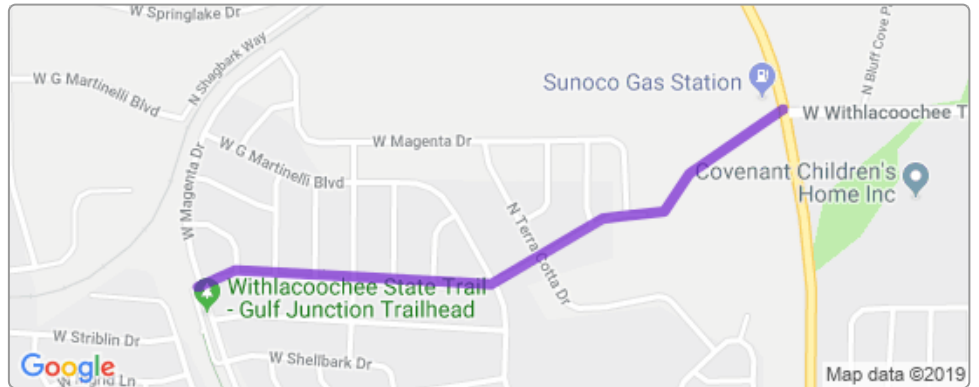 W Springlake Dr
W G Martinelli Blvd
N Shagbark Way
Sunoco Gas Station
N Bluff Cove P
W Withlacoochee T
W Magenta Dr
W Magenta Dr
W G Martinelli Blvd
Covenant Children's
Home Inc
N Terra Cotta Dr
Withlacoochee State Trail
- Gulf Junction Trailhead
W Striblin Dr
W Shellbark Dr
Google
Map data ©2019